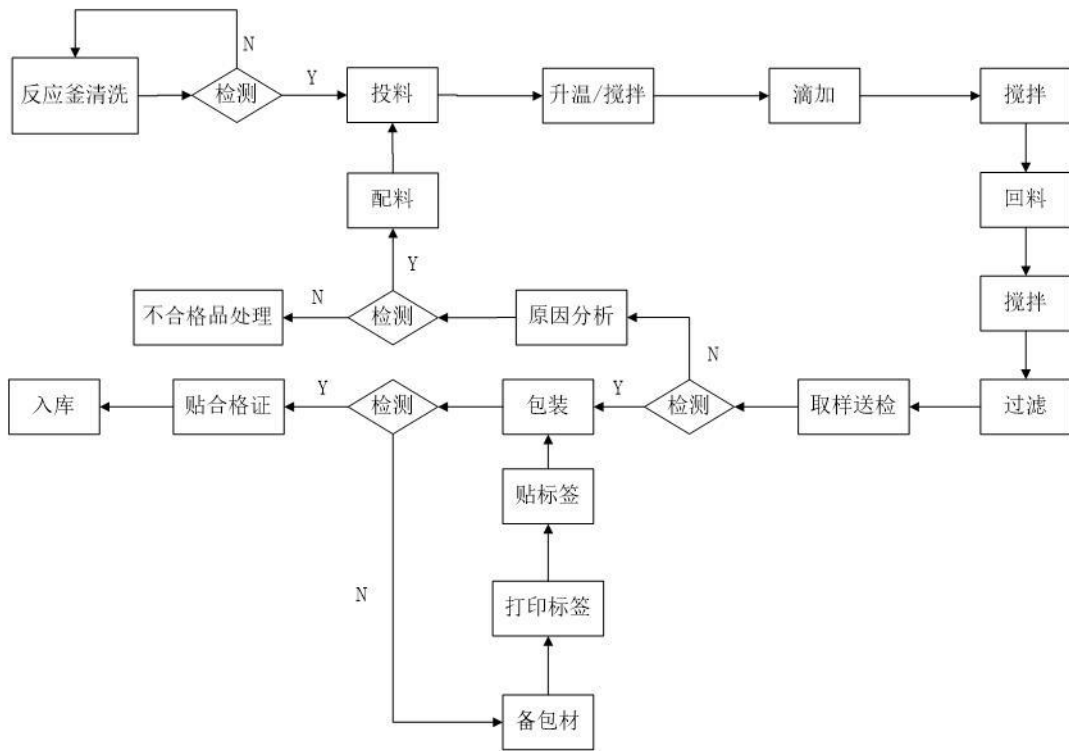 N
反应釜清洗
检测
Y
投料
升温/搅拌
滴加
搅拌
配料
回料
Y
不合格品处理
N
检测
原因分析
搅拌
N
入库
贴合格证
Y
检测
包装
Y
检测
取样送检
过滤
贴标签
N
打印标签
备包材